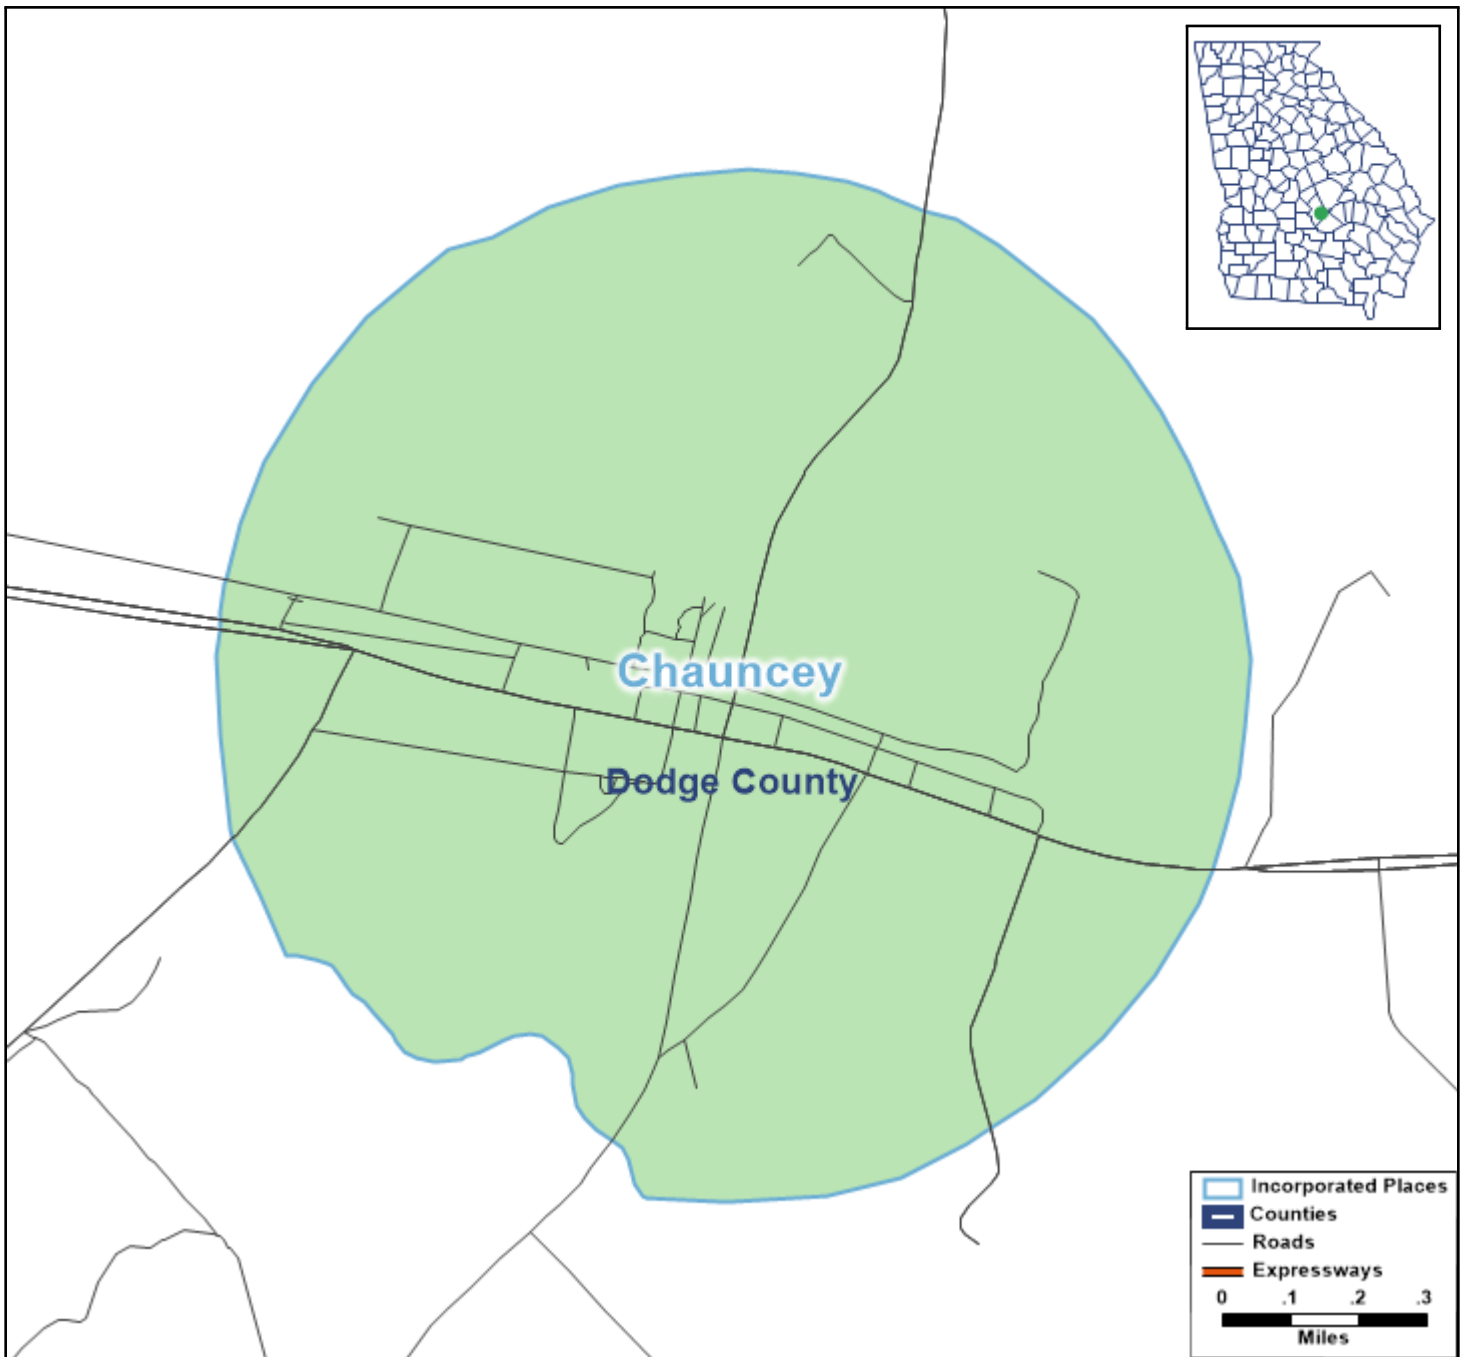 Chauncey
Dodge County
Incorporated Places
Counties
Roads
Expressways
0 .1 .2 .3
Miles